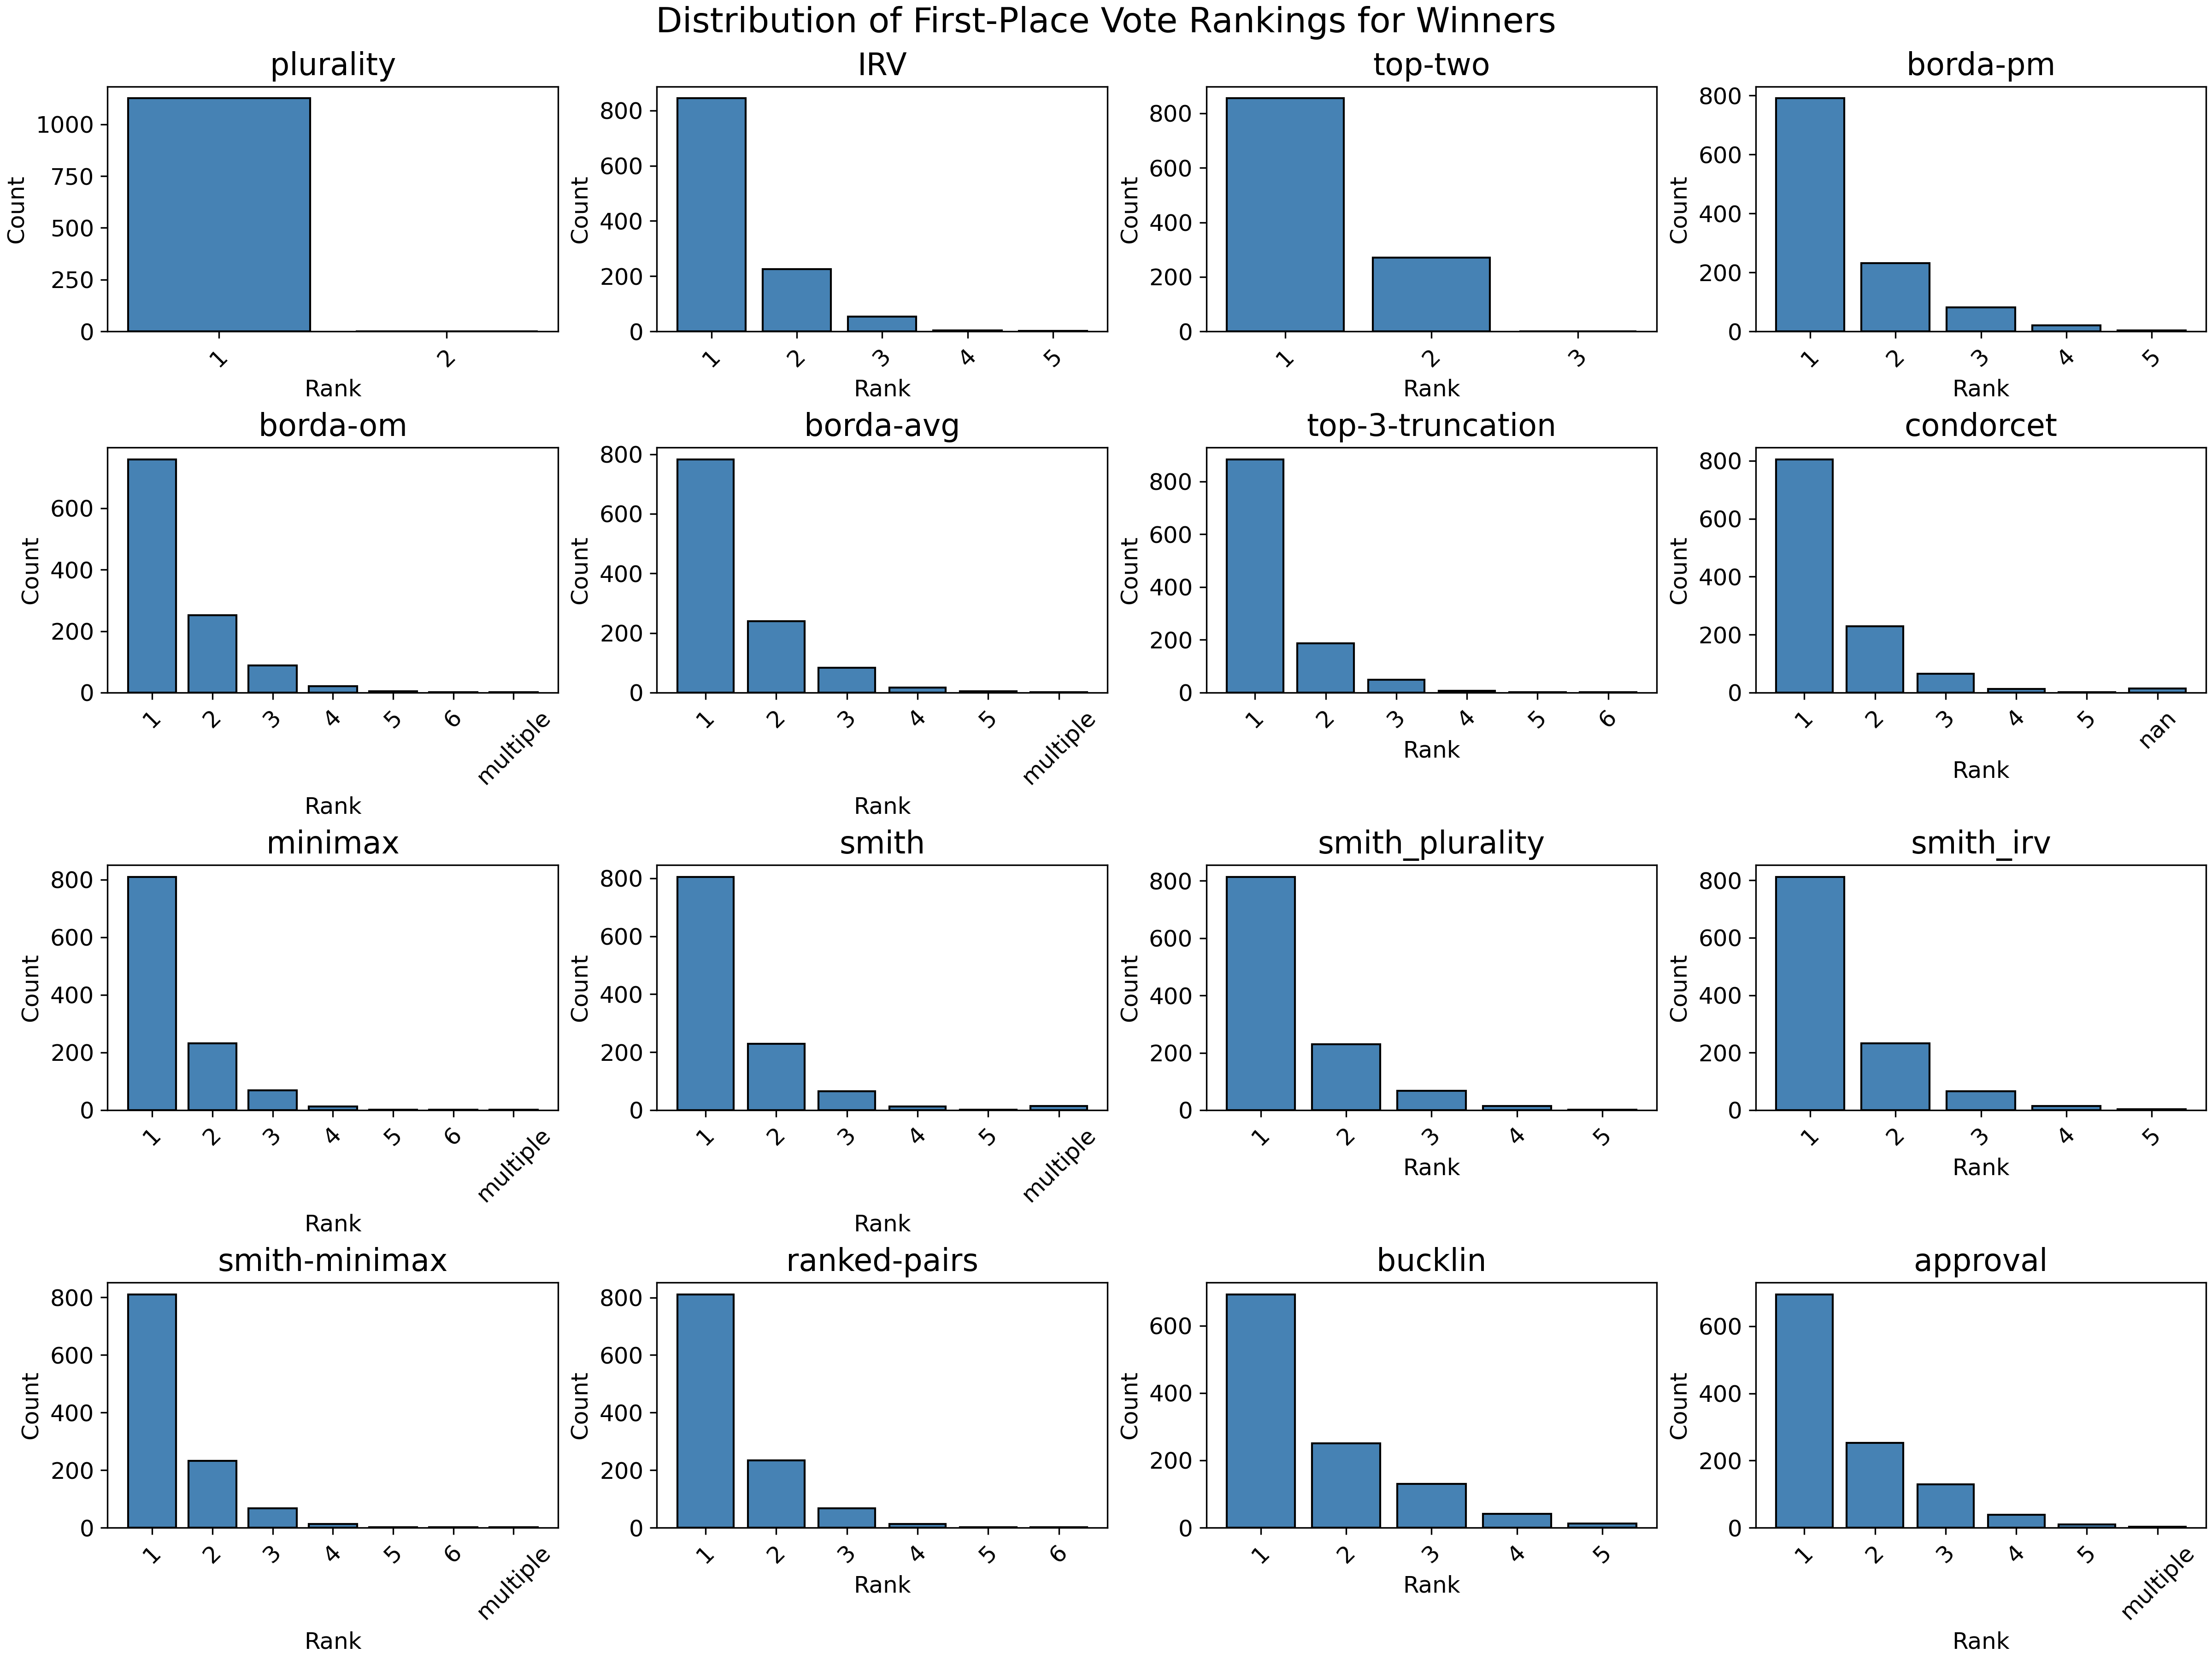 Distribution of First-Place Vote Rankings for Winners
plurality
Count
1000
750
500
250
0
1 2
Rank
IRV
Count
800
600
400
200
0
1 2 3 4 5
Rank
top-two
Count
800
600
400
200
0
1 2 3
Rank
borda-pm
Count
800
600
400
200
0
1 2 3 4 5
Rank
borda-om
Count
600
400
200
0
1 2 3 4 5 6 multiple
Rank
borda-avg
Count
800
600
400
200
0
1 2 3 4 5 multiple
Rank
top-3-truncation
Count
800
600
400
200
0
1 2 3 4 5 6
Rank
condorcet
Count
800
600
400
200
0
1 2 3 4 5 nan
Rank
minimax
Count
800
600
400
200
0
1 2 3 4 5 6 multiple
Rank
smith
Count
800
600
400
200
0
1 2 3 4 5 multiple
Rank
smith_plurality
Count
800
600
400
200
0
1 2 3 4 5
Rank
smith_irv
Count
800
600
400
200
0
1 2 3 4 5
Rank
smith-minimax
Count
800
600
400
200
0
1 2 3 4 5 6 multiple
Rank
ranked-pairs
Count
800
600
400
200
0
1 2 3 4 5 6
Rank
bucklin
Count
600
400
200
0
1 2 3 4 5
Rank
approval
Count
600
400
200
0
1 2 3 4 5 multiple
Rank